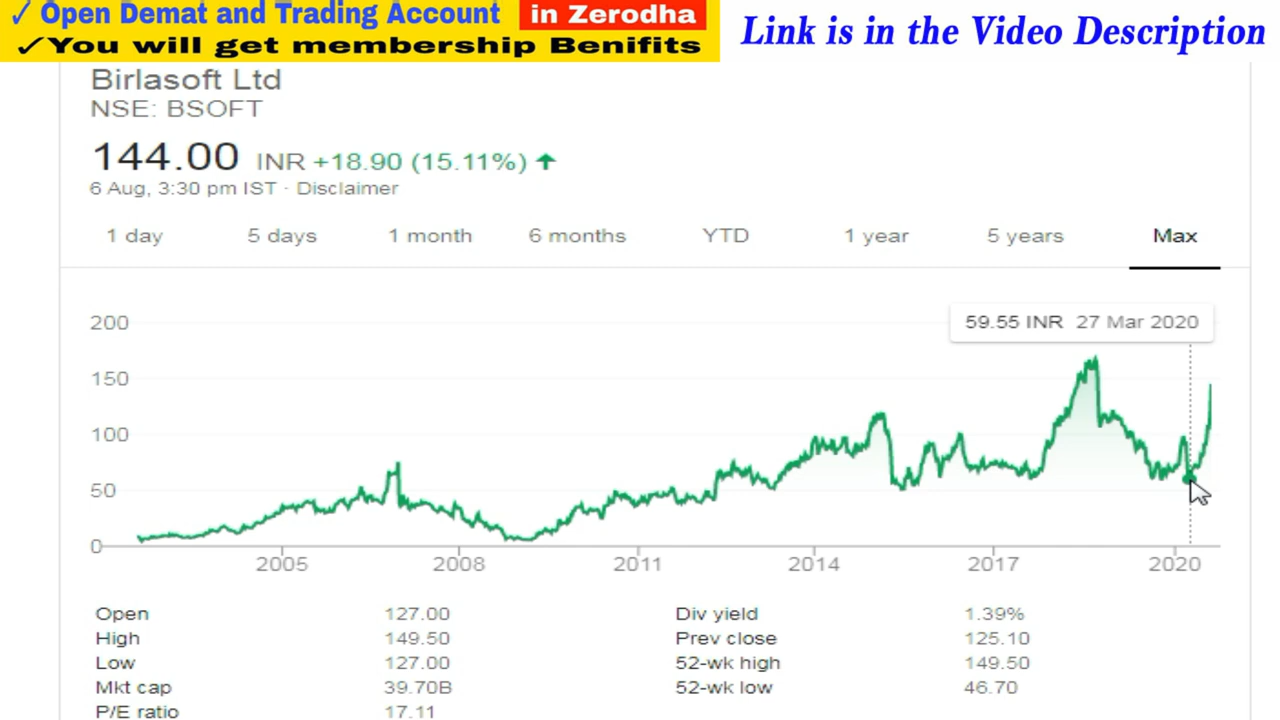 ✓ Open Demat and Trading Account in Zerodha
✓You will get membership Benifits
Link is in the Video Description
Birlasoft Ltd
NSE: BSOFT
144.00 INR +18.90 (15.11%) ↑
6 Aug, 3:30 pm IST · Disclaimer
1 day 5 days 1 month 6 months YTD 1 year 5 years Max
59.55 INR 27 Mar 2020
200
150
100
50
0
2005 2008 2011 2014 2017 2020
Open 127.00 Div yield 1.39%
High 149.50 Prev close 125.10
Low 127.00 52-wk high 149.50
Mkt cap 39.70B 52-wk low 46.70
P/E ratio 17.11